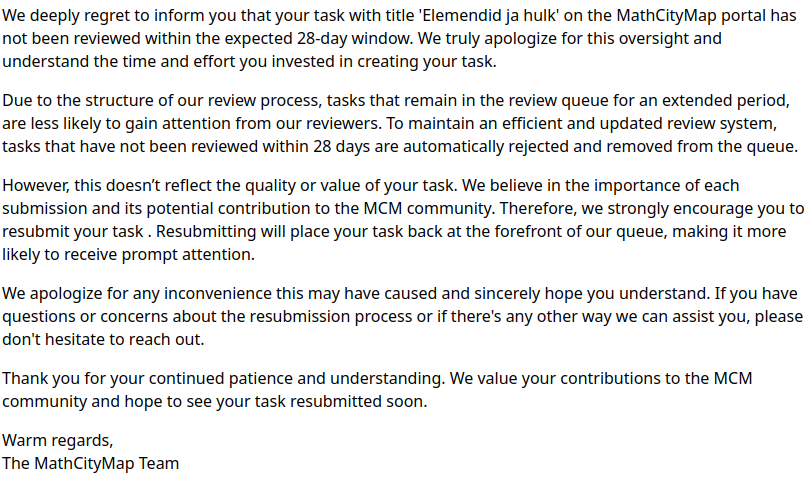 We deeply regret to inform you that your task with title 'Elemendid ja hulk' on the MathCityMap portal has
not been reviewed within the expected 28-day window. We truly apologize for this oversight and
understand the time and effort you invested in creating your task.
Due to the structure of our review process, tasks that remain in the review queue for an extended period,
are less likely to gain attention from our reviewers. To maintain an efficient and updated review system,
tasks that have not been reviewed within 28 days are automatically rejected and removed from the queue.
However, this doesn’t reflect the quality or value of your task. We believe in the importance of each
submission and its potential contribution to the MCM community. Therefore, we strongly encourage you to
resubmit your task . Resubmitting will place your task back at the forefront of our queue, making it more
likely to receive prompt attention.
We apologize for any inconvenience this may have caused and sincerely hope you understand. If you have
questions or concerns about the resubmission process or if there's any other way we can assist you, please
don't hesitate to reach out.
Thank you for your continued patience and understanding. We value your contributions to the MCM
community and hope to see your task resubmitted soon.
Warm regards,
The MathCityMap Team